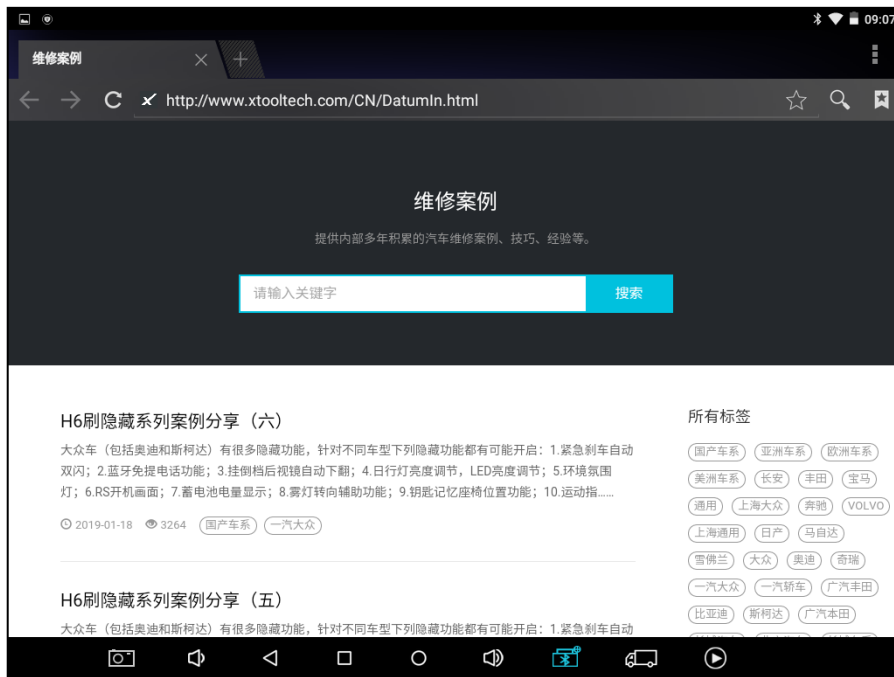 09:07
维修案例
http://www.xtooltech.com/CN/DatumIn.html
维修案例
提供内部多年积累的汽车维修案例、技巧、经验等。
请输入关键字 搜索
H6刷隐藏系列案例分享（六）
大众车（包括奥迪和斯柯达）有很多隐藏功能，针对不同车型下列隐藏功能都有可能开启：1.紧急刹车自动
双闪；2.蓝牙免提电话功能；3.挂倒档后视镜自动下翻；4.日行灯亮度调节，LED亮度调节；5.环境氛围
灯；6.RS开机画面；7.蓄电池电量显示；8.雾灯转向辅助功能；9.钥匙记忆座椅位置功能；10.运动指......
2019-01-18 3264 国产车系 一汽大众
H6刷隐藏系列案例分享（五）
大众车（包括奥迪和斯柯达）有很多隐藏功能，针对不同车型下列隐藏功能都有可能开启：1.紧急刹车自动
所有标签
国产车系 亚洲车系 欧洲车系
美洲车系 长安 丰田 宝马
通用 上海大众 奔驰 VOLVO
上海通用 日产 马自达
雪佛兰 大众 奥迪 奇瑞
一汽大众 一汽轿车 广汽丰田
比亚迪 斯柯达 广汽本田